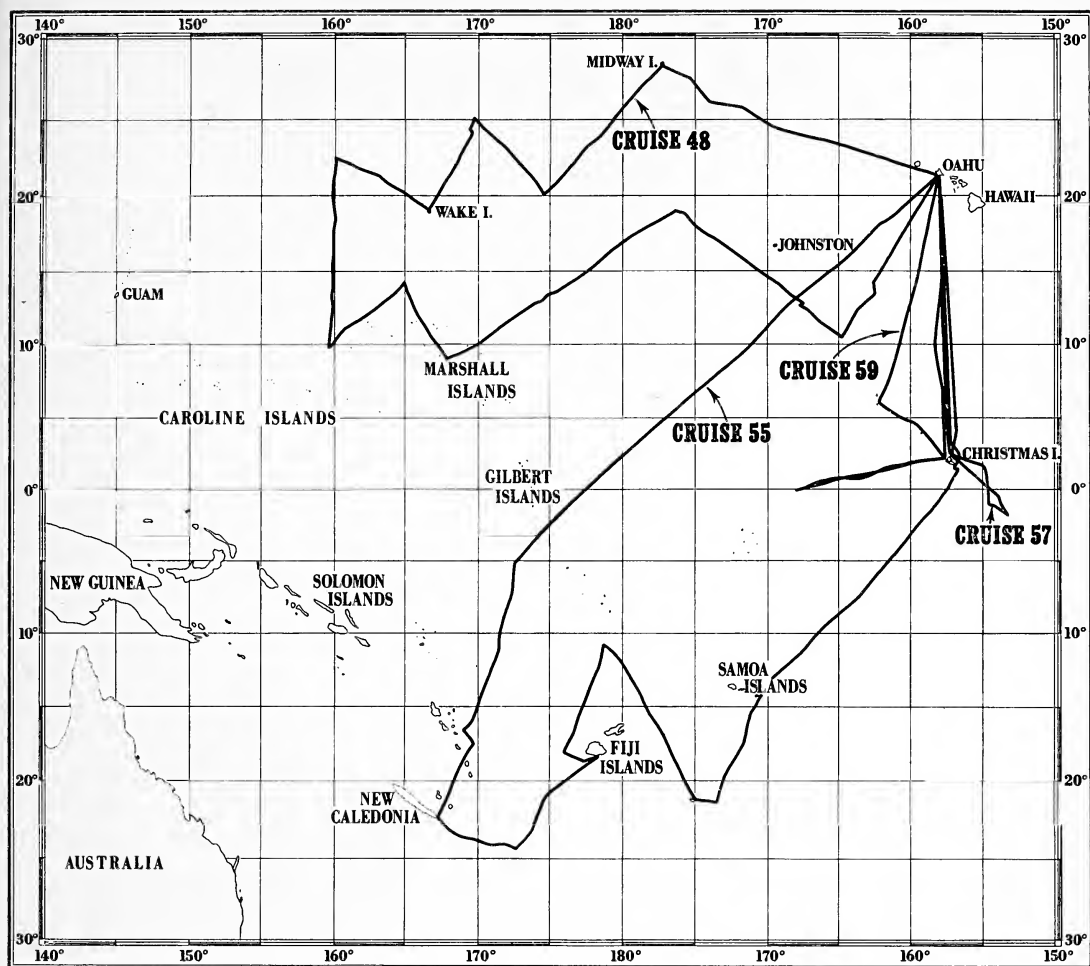 140° 150° 160° 170° 180° 170° 160° 150°
30° 30°
MIDWAY I.
CRUISE 48
OAHU
HAWAII
20° 20°
WAKE I.
JOHNSTON
GUAM
10° 10°
CRUISE 59
MARSHALL
ISLANDS
CAROLINE ISLANDS
CRUISE 55
CHRISTMAS I.
GILBERT
ISLANDS
0° 0°
CRUISE 57
NEW GUINEA
SOLOMON
ISLANDS
10° 10°
SAMOA
ISLANDS
FIJI
ISLANDS
20° 20°
NEW
CALEDONIA
AUSTRALIA
30° 30°
140° 150° 160° 170° 180° 170° 160° 150°